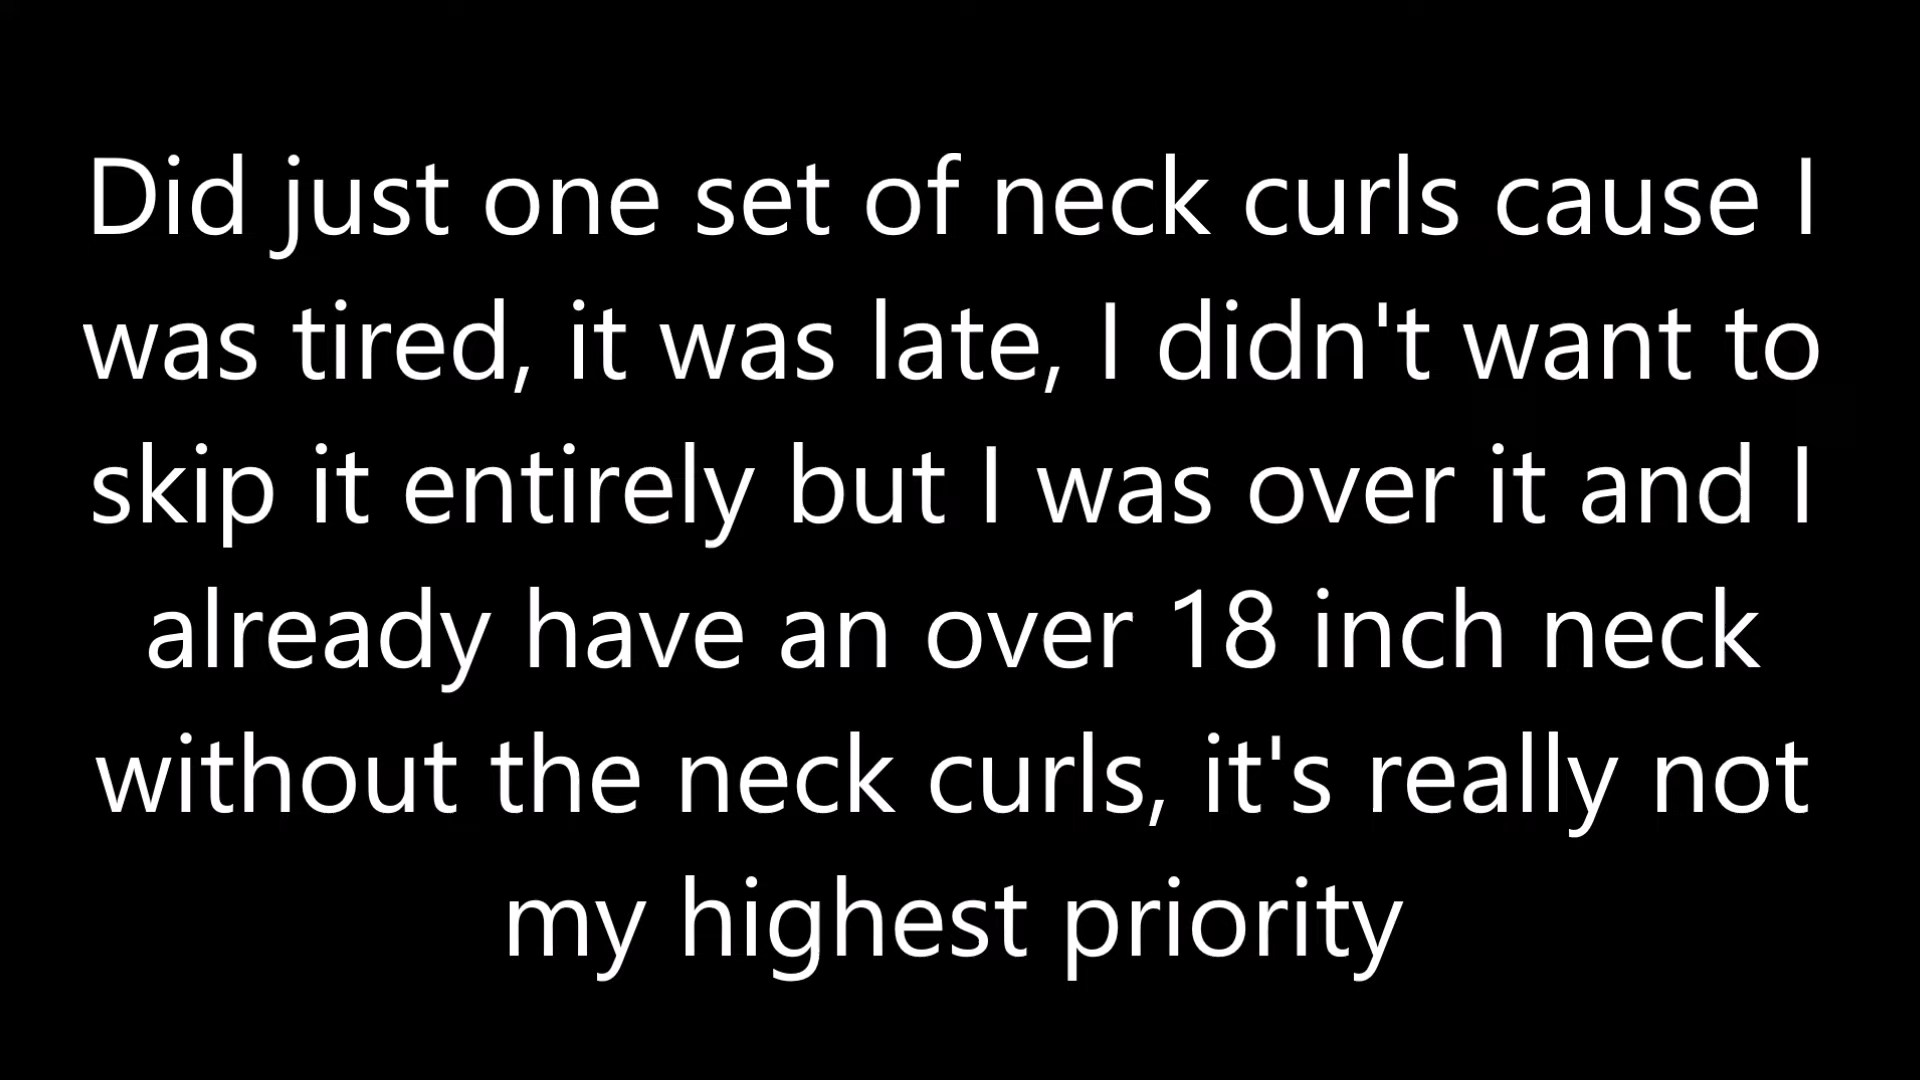 Did just one set of neck curls cause I
was tired, it was late, I didn't want to
skip it entirely but I was over it and I
already have an over 18 inch neck
without the neck curls, it's really not
my highest priority